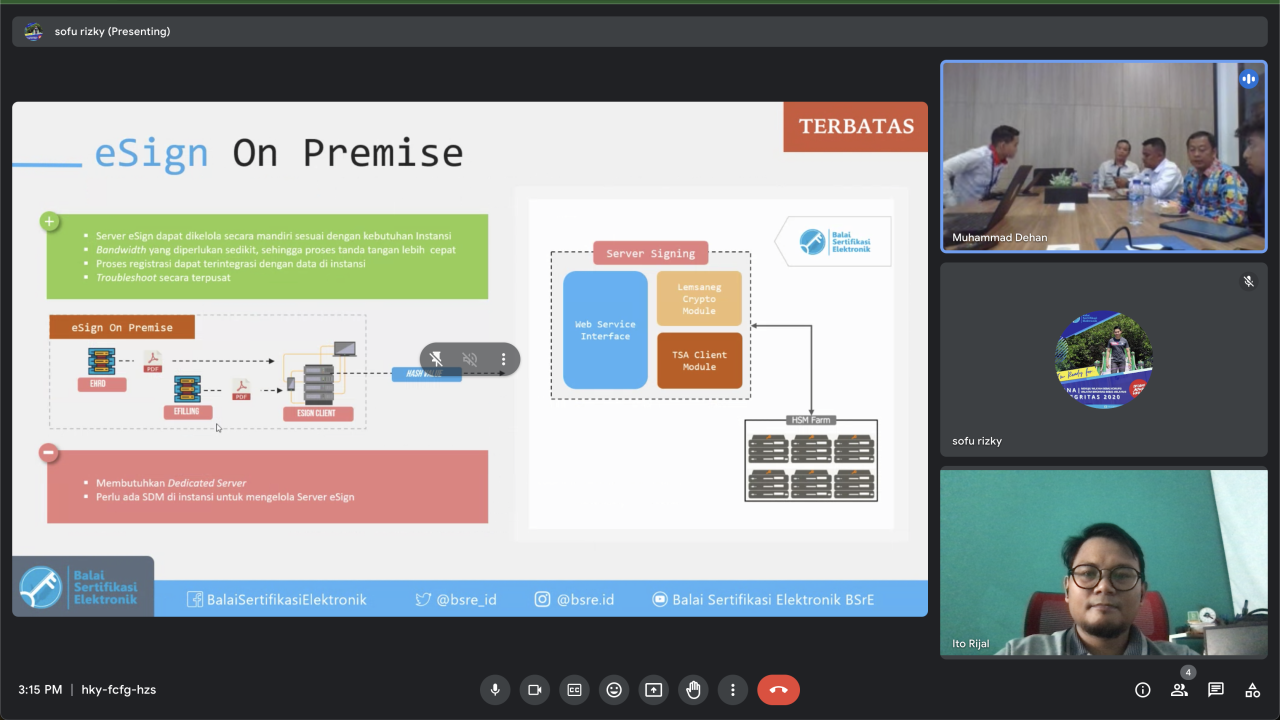 sofu rizky (Presenting)
eSign On Premise
TERBATAS
Server eSign dapat dikelola secara mandiri sesuai dengan kebutuhan Instansi
Bandwidth yang diperlukan sedikit, sehingga proses tanda tangan lebih cepat
Proses registrasi dapat terintegrasi dengan data di instansi
Troubleshoot secara terpusat
eSign On Premise
PDF
EHRD
PDF
EFILLING
ESIGN CLIENT
HASH VALUE
Membutuhkan Dedicated Server
Perlu ada SDM di instansi untuk mengelola Server eSign
Balai
Sertifikasi
Elektronik
Server Signing
Web Service
Interface
Lemsaneg
Crypto
Module
TSA Client
Module
HSM Farm
Balai
Sertifikasi
Elektronik
BalaiSertifikasiElektronik
@bsre_id
@bsre.id
Balai Sertifikasi Elektronik BSrE
Muhammad Dehan
GRITAS 2020
sofu rizky
Ito Rijal
3:15 PM | hky-fcfg-hzs
CC
4